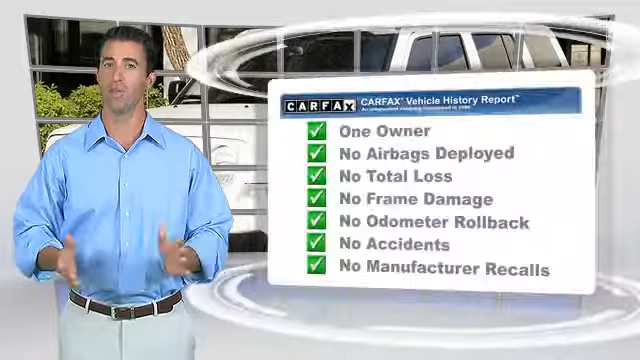 CARFAX CARFAX® Vehicle History Report™
One Owner
No Airbags Deployed
No Total Loss
No Frame Damage
No Odometer Rollback
No Accidents
No Manufacturer Recalls